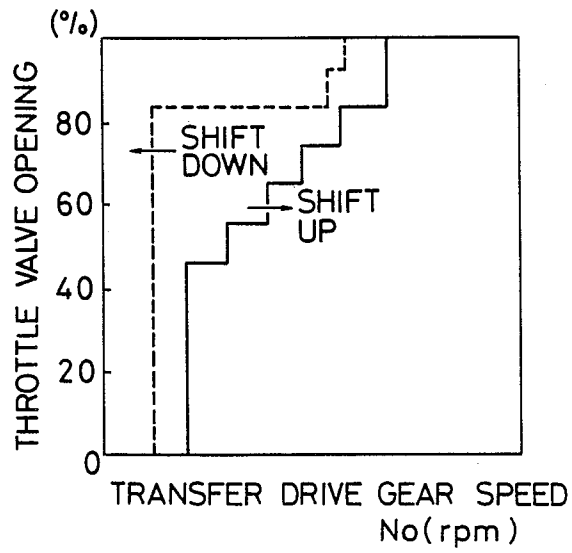 (%)
THROTTLE VALVE OPENING
80
60
40
20
0
SHIFT
DOWN
SHIFT
UP
TRANSFER DRIVE GEAR SPEED
No(rpm)